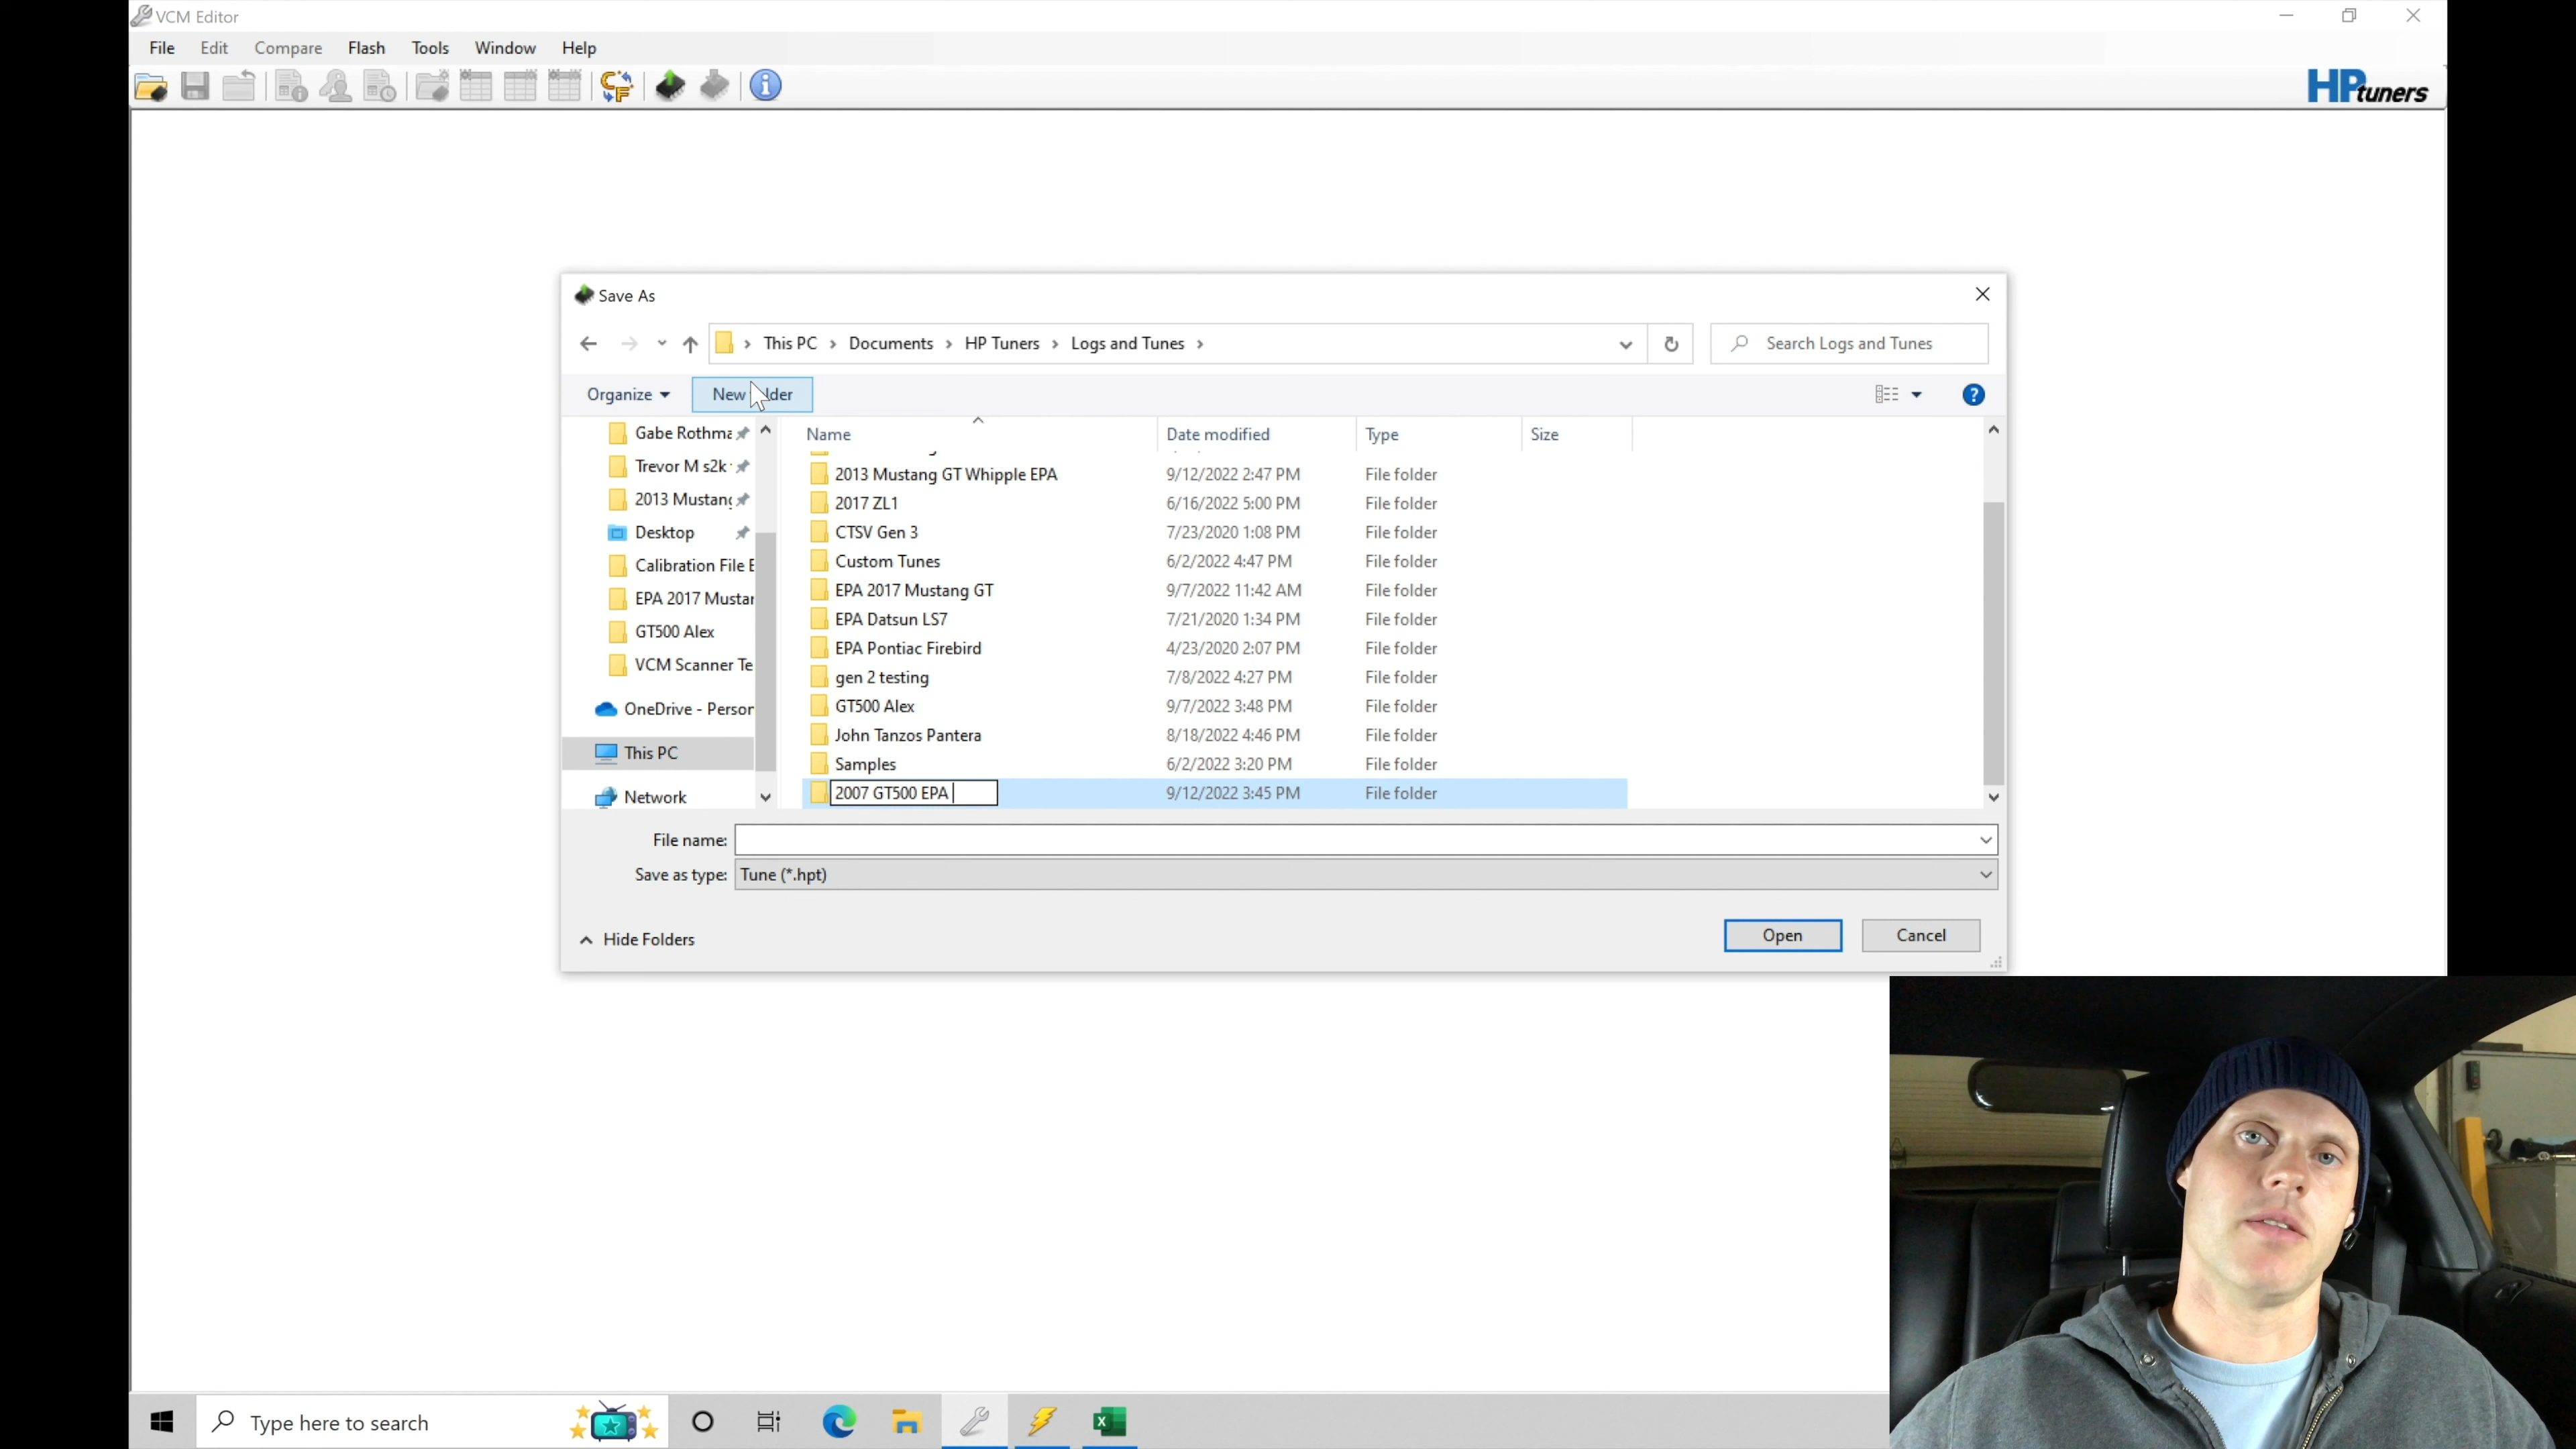 VCM Editor
File Edit Compare Flash Tools Window Help
HP tuners
Save As
This PC › Documents › HP Tuners › Logs and Tunes ›
Search Logs and Tunes
Organize
New
Name Date modified Type Size
Gabe Rothma
Trevor M s2k
2013 Mustang
Desktop
Calibration File E
EPA 2017 Mustar
GT500 Alex
VCM Scanner Te
OneDrive - Person
This PC
Network
2013 Mustang GT Whipple EPA 9/12/2022 2:47 PM File folder
2017 ZL1 6/16/2022 5:00 PM File folder
CTSV Gen 3 7/23/2020 1:08 PM File folder
Custom Tunes 6/2/2022 4:47 PM File folder
EPA 2017 Mustang GT 9/7/2022 11:42 AM File folder
EPA Datsun LS7 7/21/2020 1:34 PM File folder
EPA Pontiac Firebird 4/23/2020 2:07 PM File folder
gen 2 testing 7/8/2022 4:27 PM File folder
GT500 Alex 9/7/2022 3:48 PM File folder
John Tanzos Pantera 8/18/2022 4:46 PM File folder
Samples 6/2/2022 3:20 PM File folder
2007 GT500 EPA 9/12/2022 3:45 PM File folder
File name:
Save as type: Tune (*.hpt)
Hide Folders
Open Cancel
Type here to search